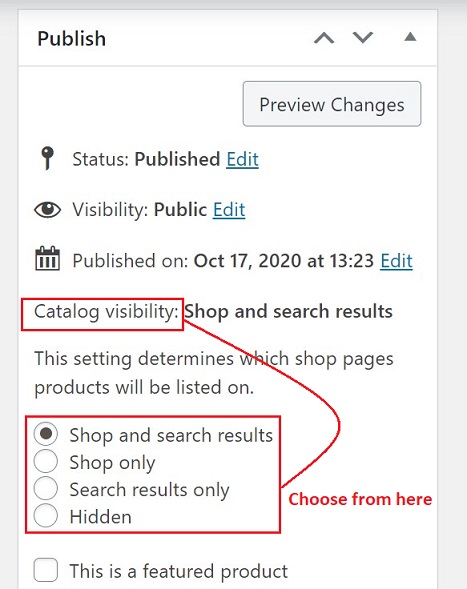 Publish
Preview Changes
Status: Published Edit
Visibility: Public Edit
Published on: Oct 17, 2020 at 13:23 Edit
Catalog visibility: Shop and search results
This setting determines which shop pages
products will be listed on.
Shop and search results
Shop only
Search results only
Choose from here
Hidden
This is a featured product